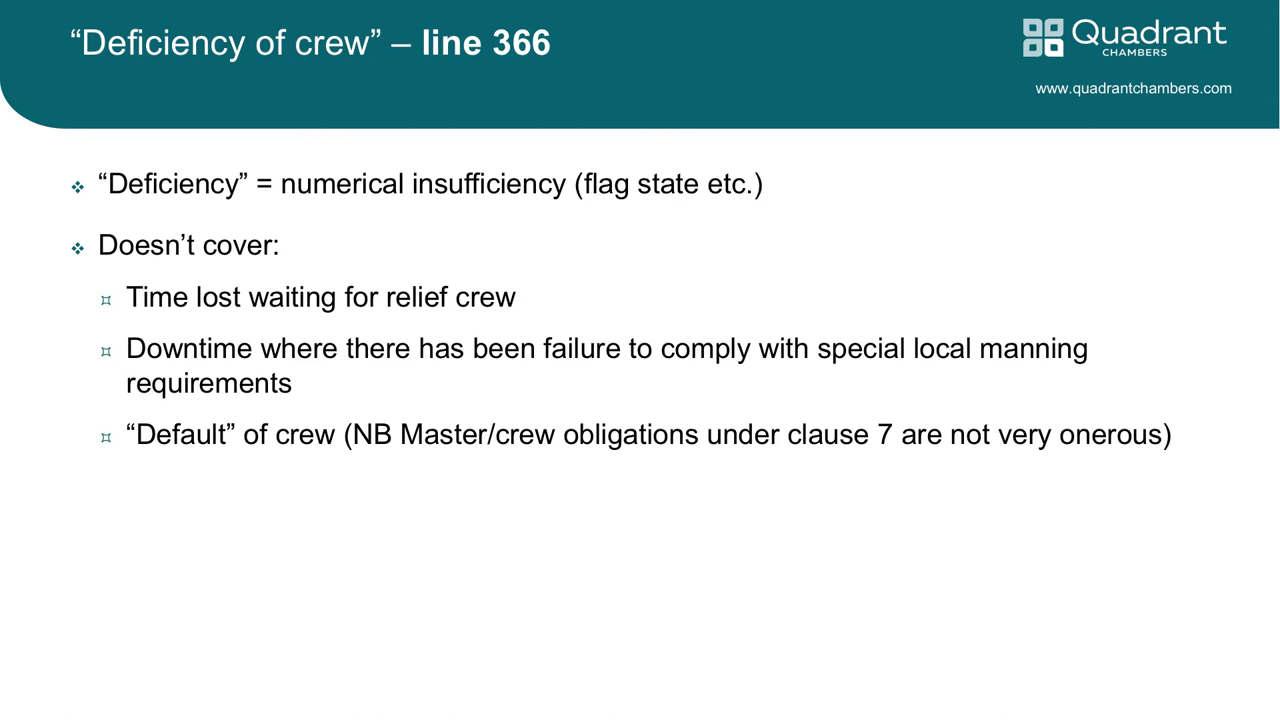 “Deficiency of crew” – line 366
Quadrant
CHAMBERS
www.quadrantchambers.com
“Deficiency” = numerical insufficiency (flag state etc.)
Doesn’t cover:
Time lost waiting for relief crew
Downtime where there has been failure to comply with special local manning
requirements
“Default” of crew (NB Master/crew obligations under clause 7 are not very onerous)